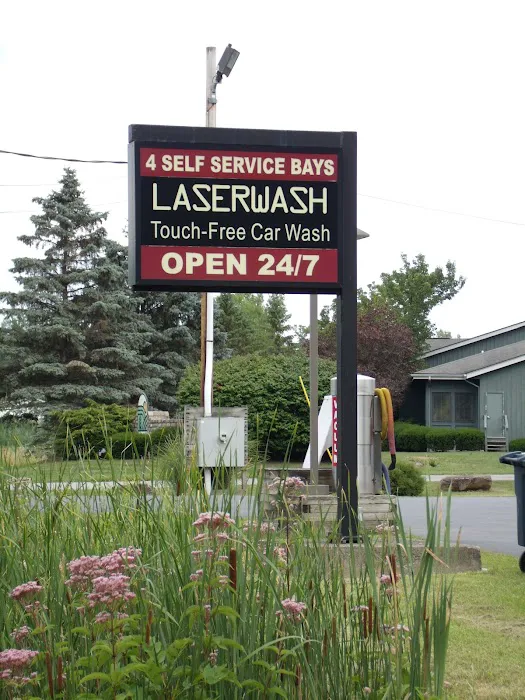 4 SELF SERVICE BAYS
LASERWASH
Touch-Free Car Wash
OPEN 24/7